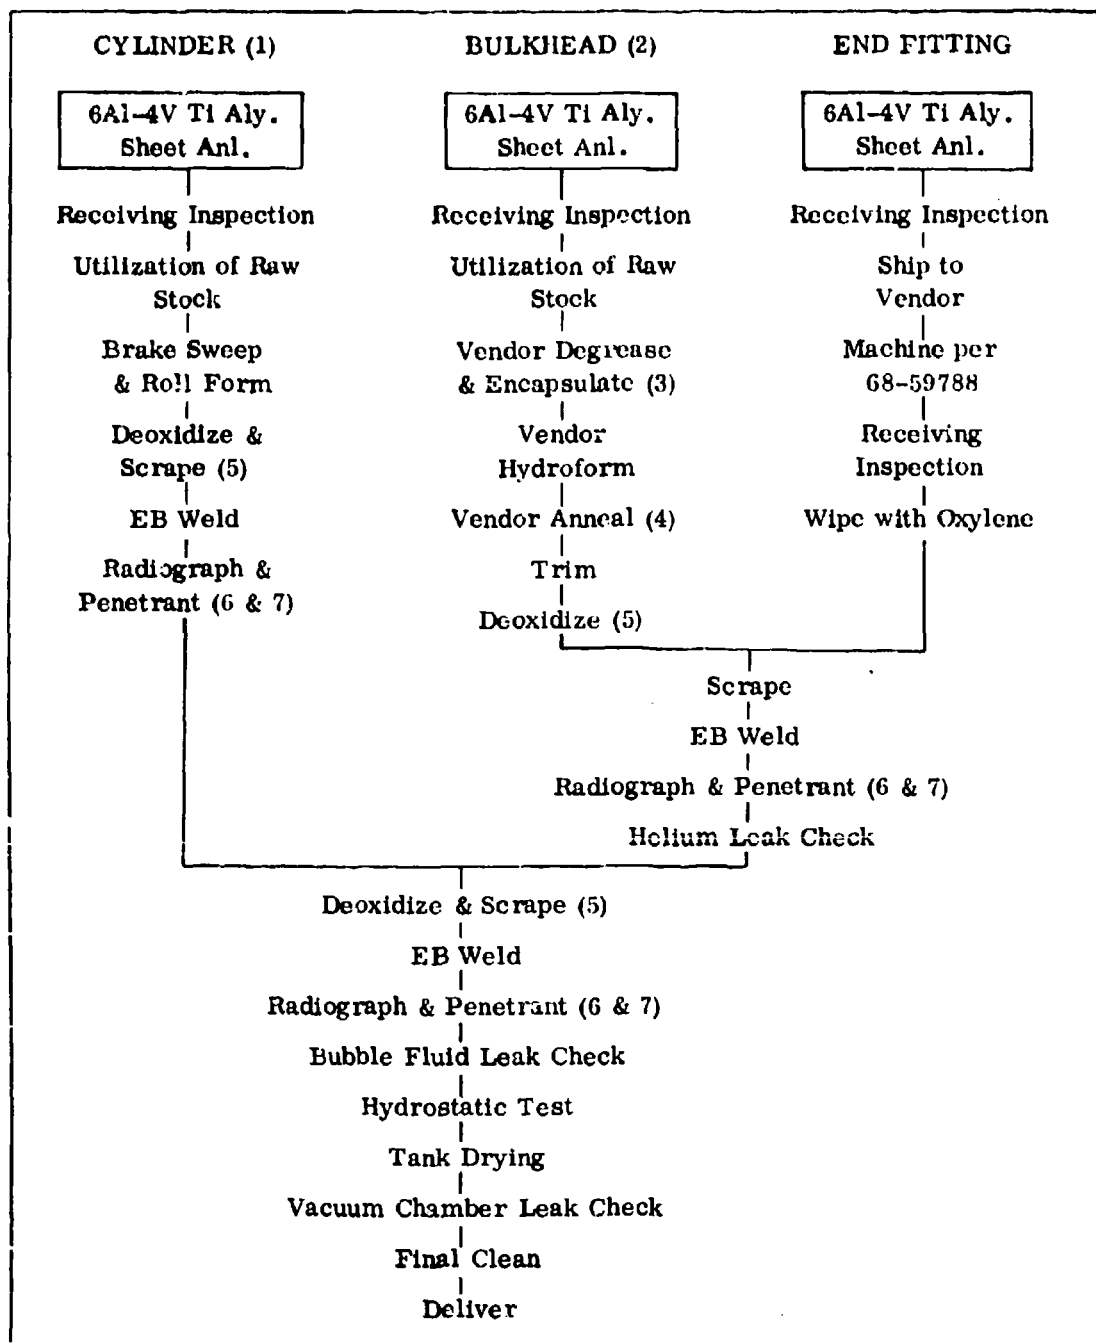 CYLINDER (1)
6Al-4V Ti Aly.
Sheet Anl.
Receiving Inspection
Utilization of Raw
Stock
Brake Sweep
& Roll Form
Deoxidize &
Scrape (5)
EB Weld
Radiograph &
Penetrant (6 & 7)
BULKHEAD (2)
6Al-4V Ti Aly.
Sheet Anl.
Receiving Inspection
Utilization of Raw
Stock
Vendor Degrease
& Encapsulate (3)
Vendor
Hydroform
Vendor Anneal (4)
Trim
Deoxidize (5)
END FITTING
6Al-4V Ti Aly.
Sheet Anl.
Receiving Inspection
Ship to
Vendor
Machine per
68-59788
Receiving
Inspection
Wipe with Oxylene
Scrape
EB Weld
Radiograph & Penetrant (6 & 7)
Helium Leak Check
Deoxidize & Scrape (5)
EB Weld
Radiograph & Penetrant (6 & 7)
Bubble Fluid Leak Check
Hydrostatic Test
Tank Drying
Vacuum Chamber Leak Check
Final Clean
Deliver